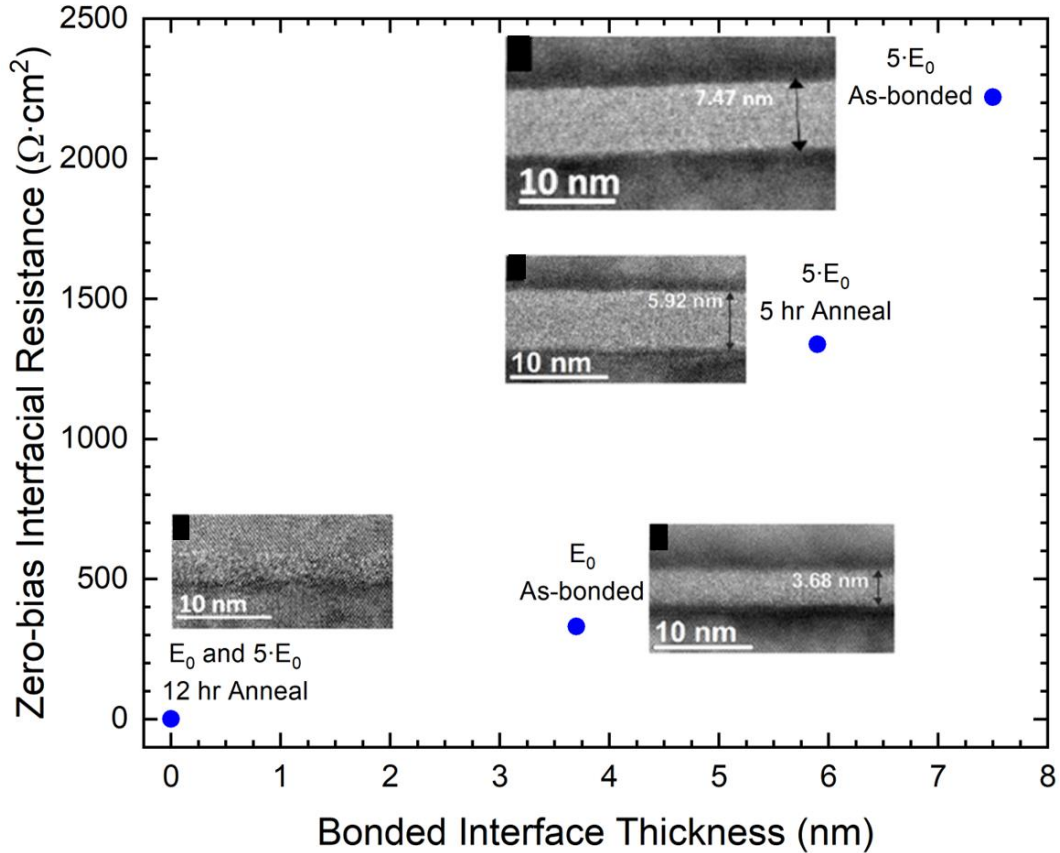 2500
2000
1500
1000
500
0
Zero-bias Interfacial Resistance (Ω·cm²)
7.47 nm
10 nm
5·E₀
As-bonded
5.92 nm
10 nm
5·E₀
5 hr Anneal
10 nm
E₀ and 5·E₀
12 hr Anneal
E₀
As-bonded
3.68 nm
10 nm
0 1 2 3 4 5 6 7 8
Bonded Interface Thickness (nm)